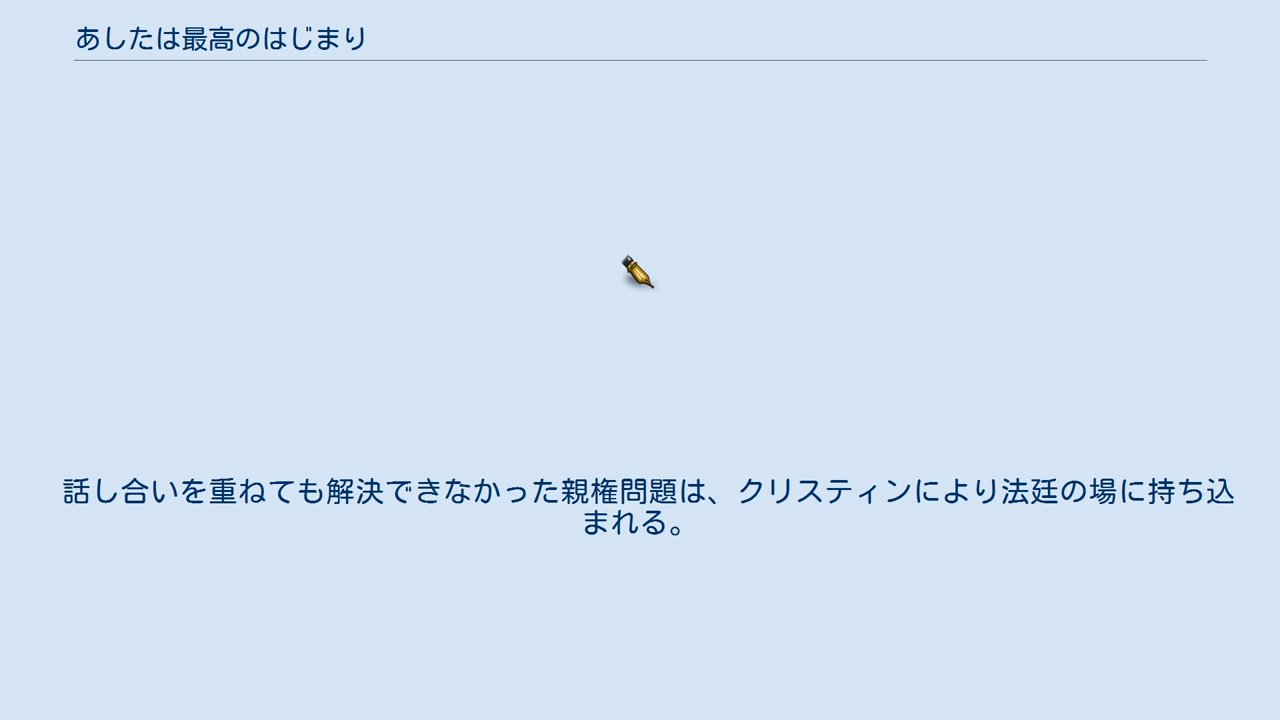 あしたは最高のはじまり
話し合いを重ねても解決できなかった親権問題は、クリスティンにより法廷の場に持ち込
まれる。